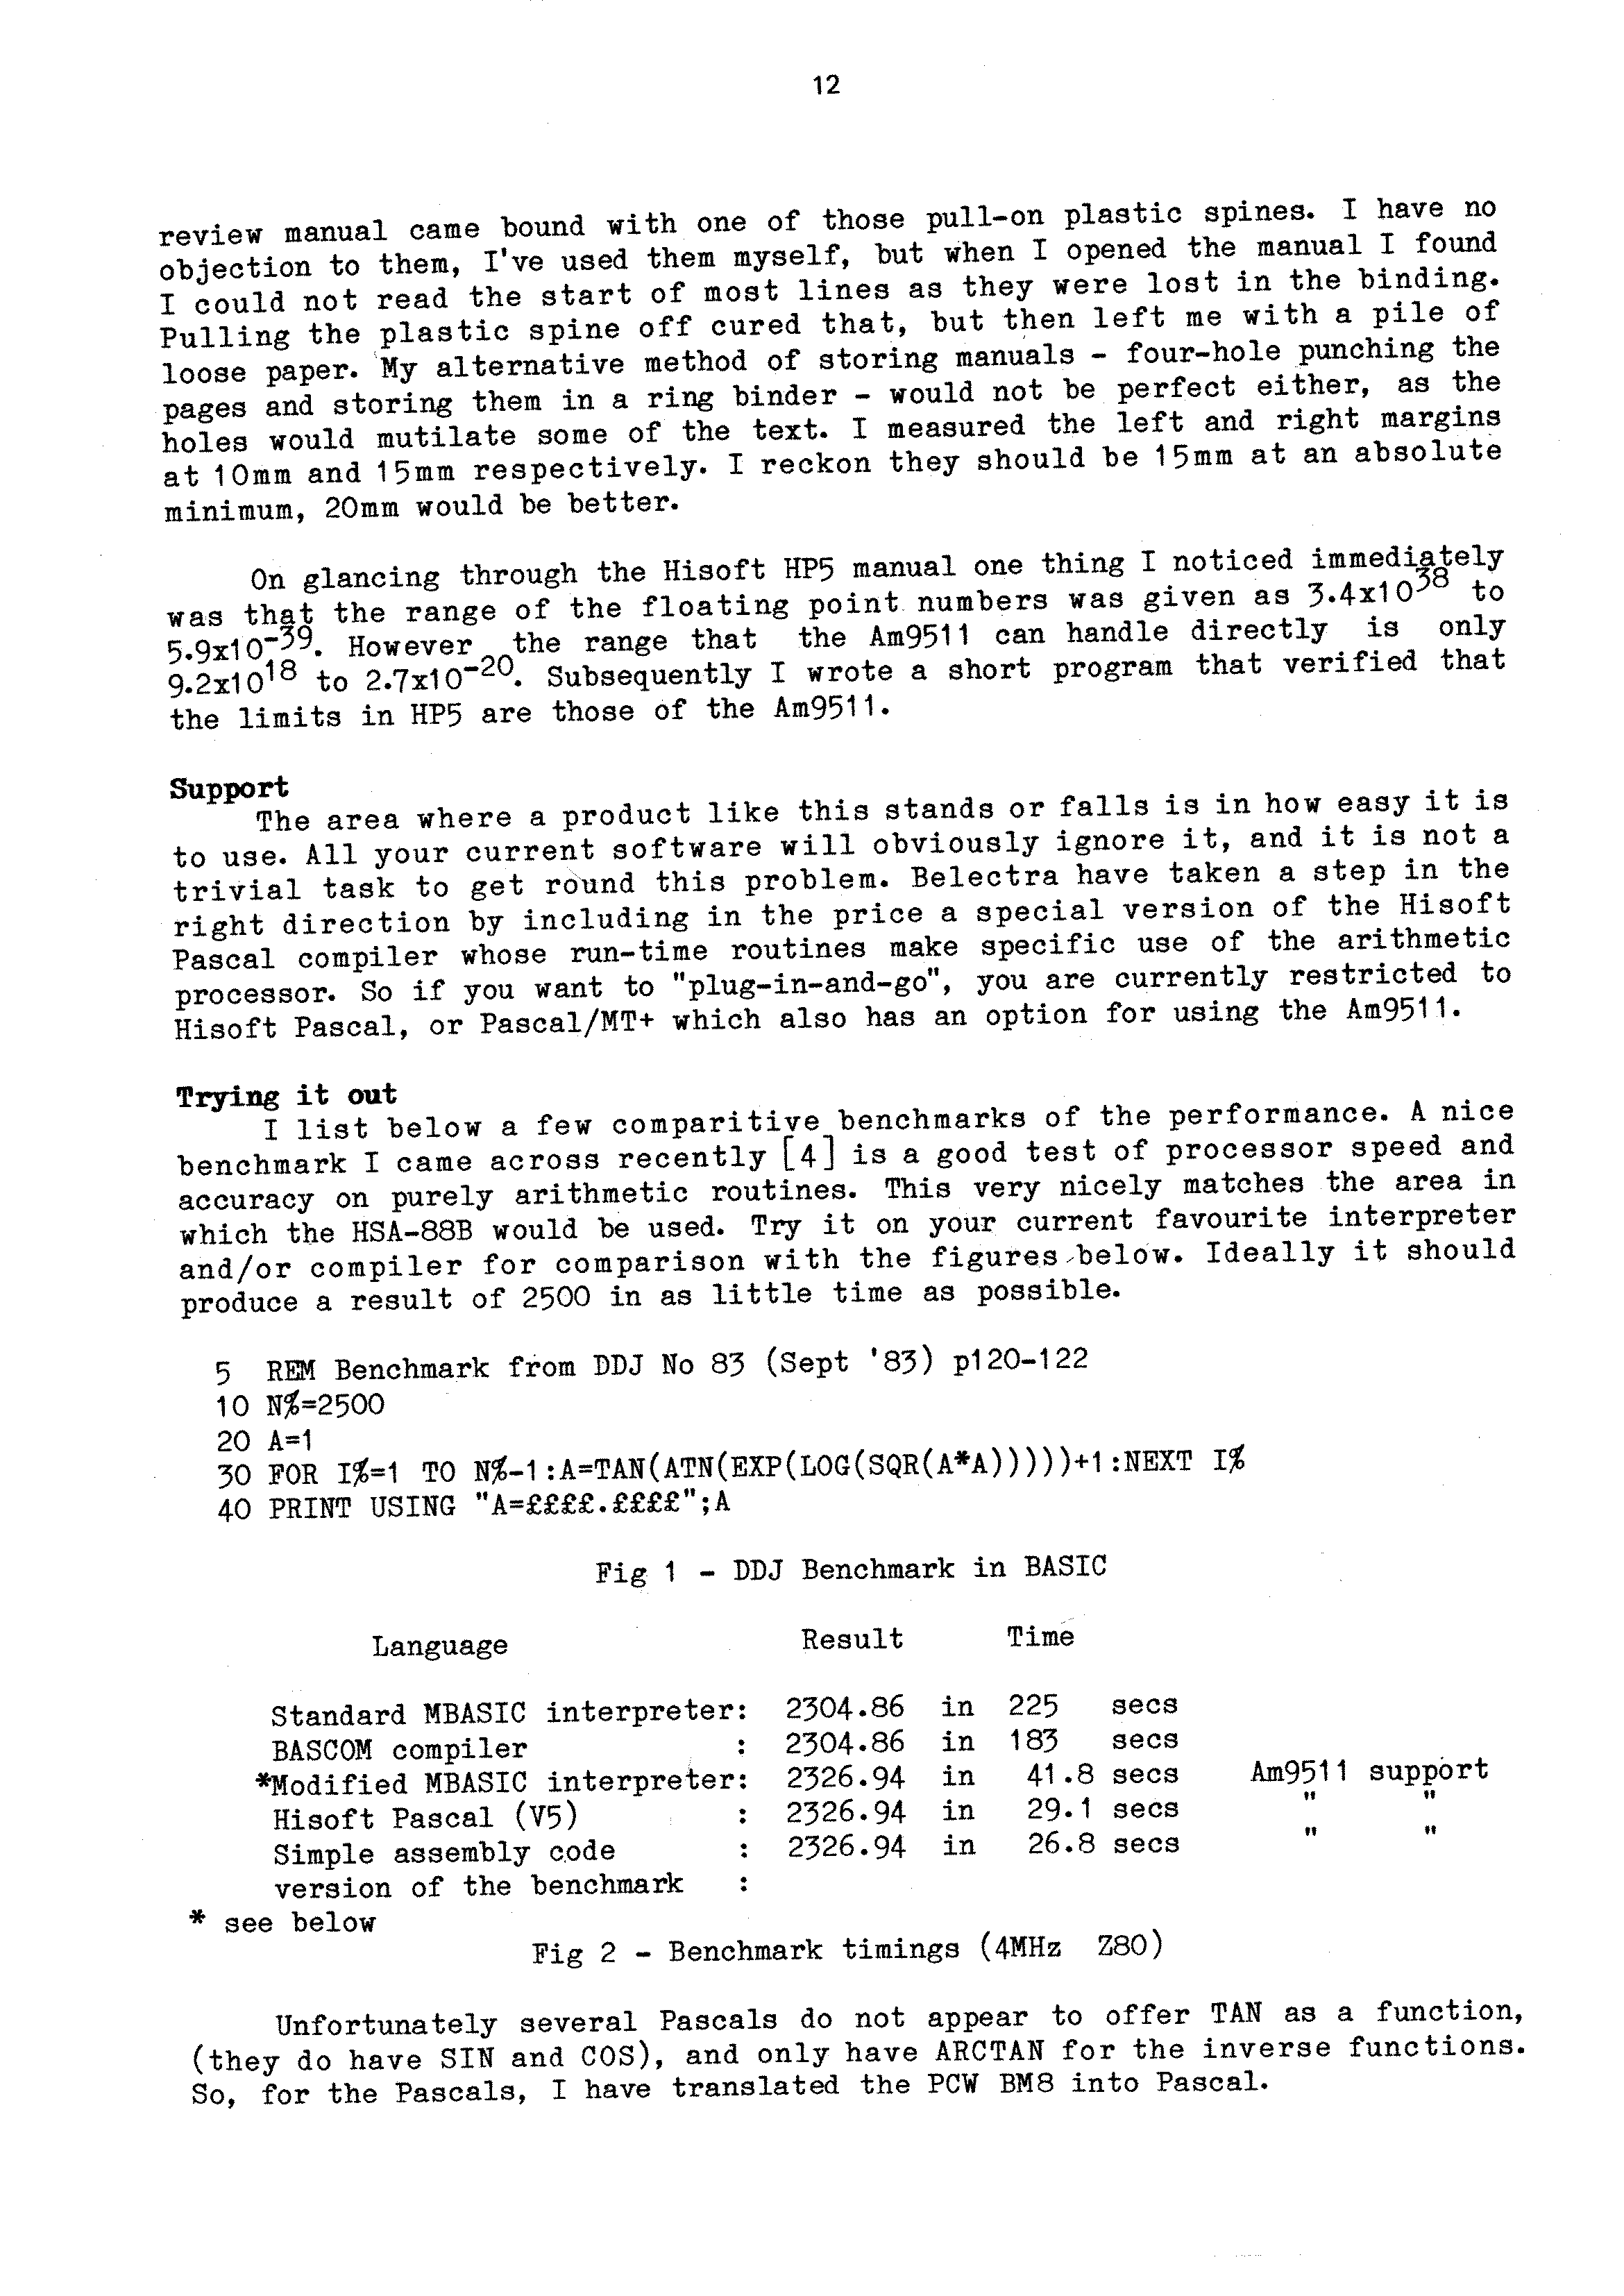 12
review manual came bound with one of those pull-on plastic spines. I have no
objection to them, I've used them myself, but when I opened the manual I found
I could not read the start of most lines as they were lost in the binding.
Pulling the plastic spine off cured that, but then left me with a pile of
loose paper. My alternative method of storing manuals - four-hole punching the
pages and storing them in a ring binder - would not be perfect either, as the
holes would mutilate some of the text. I measured the left and right margins
at 10mm and 15mm respectively. I reckon they should be 15mm at an absolute
minimum, 20mm would be better.
On glancing through the Hisoft HP5 manual one thing I noticed immediately
was that the range of the floating point numbers was given as 3.4x10³⁸ to
5.9x10⁻³⁹. However the range that the Am9511 can handle directly is only
9.2x10¹⁸ to 2.7x10⁻²⁰. Subsequently I wrote a short program that verified that
the limits in HP5 are those of the Am9511.
Support
The area where a product like this stands or falls is in how easy it is
to use. All your current software will obviously ignore it, and it is not a
trivial task to get round this problem. Belectra have taken a step in the
right direction by including in the price a special version of the Hisoft
Pascal compiler whose run-time routines make specific use of the arithmetic
processor. So if you want to "plug-in-and-go", you are currently restricted to
Hisoft Pascal, or Pascal/MT+ which also has an option for using the Am9511.
Trying it out
I list below a few comparitive benchmarks of the performance. A nice
benchmark I came across recently [4] is a good test of processor speed and
accuracy on purely arithmetic routines. This very nicely matches the area in
which the HSA-88B would be used. Try it on your current favourite interpreter
and/or compiler for comparison with the figures below. Ideally it should
produce a result of 2500 in as little time as possible.
5 REM Benchmark from DDJ No 83 (Sept '83) p120-122
10 N%=2500
20 A=1
30 FOR I%=1 TO N%-1:A=TAN(ATN(EXP(LOG(SQR(A*A)))))+1:NEXT I%
40 PRINT USING "A=££££.££££";A
Fig 1 - DDJ Benchmark in BASIC
Language Result Time
Standard MBASIC interpreter: 2304.86 in 225 secs
BASCOM compiler : 2304.86 in 183 secs
*Modified MBASIC interpreter: 2326.94 in 41.8 secs Am9511 support
Hisoft Pascal (V5) : 2326.94 in 29.1 secs " "
Simple assembly code : 2326.94 in 26.8 secs " "
version of the benchmark :
* see below
Fig 2 - Benchmark timings (4MHz Z80)
Unfortunately several Pascals do not appear to offer TAN as a function,
(they do have SIN and COS), and only have ARCTAN for the inverse functions.
So, for the Pascals, I have translated the PCW BM8 into Pascal.